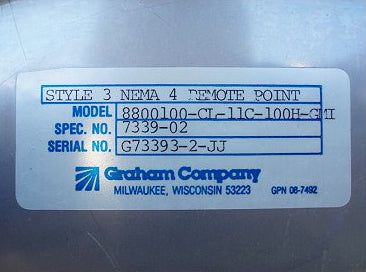 STYLE 3 NEMA 4 REMOTE POINT
MODEL 8800100-CL-11C-100H-GMI
SPEC. NO. 7339-02
SERIAL NO. G73393-2-JJ
Graham Company
MILWAUKEE, WISCONSIN 53223 GPN 08-7492